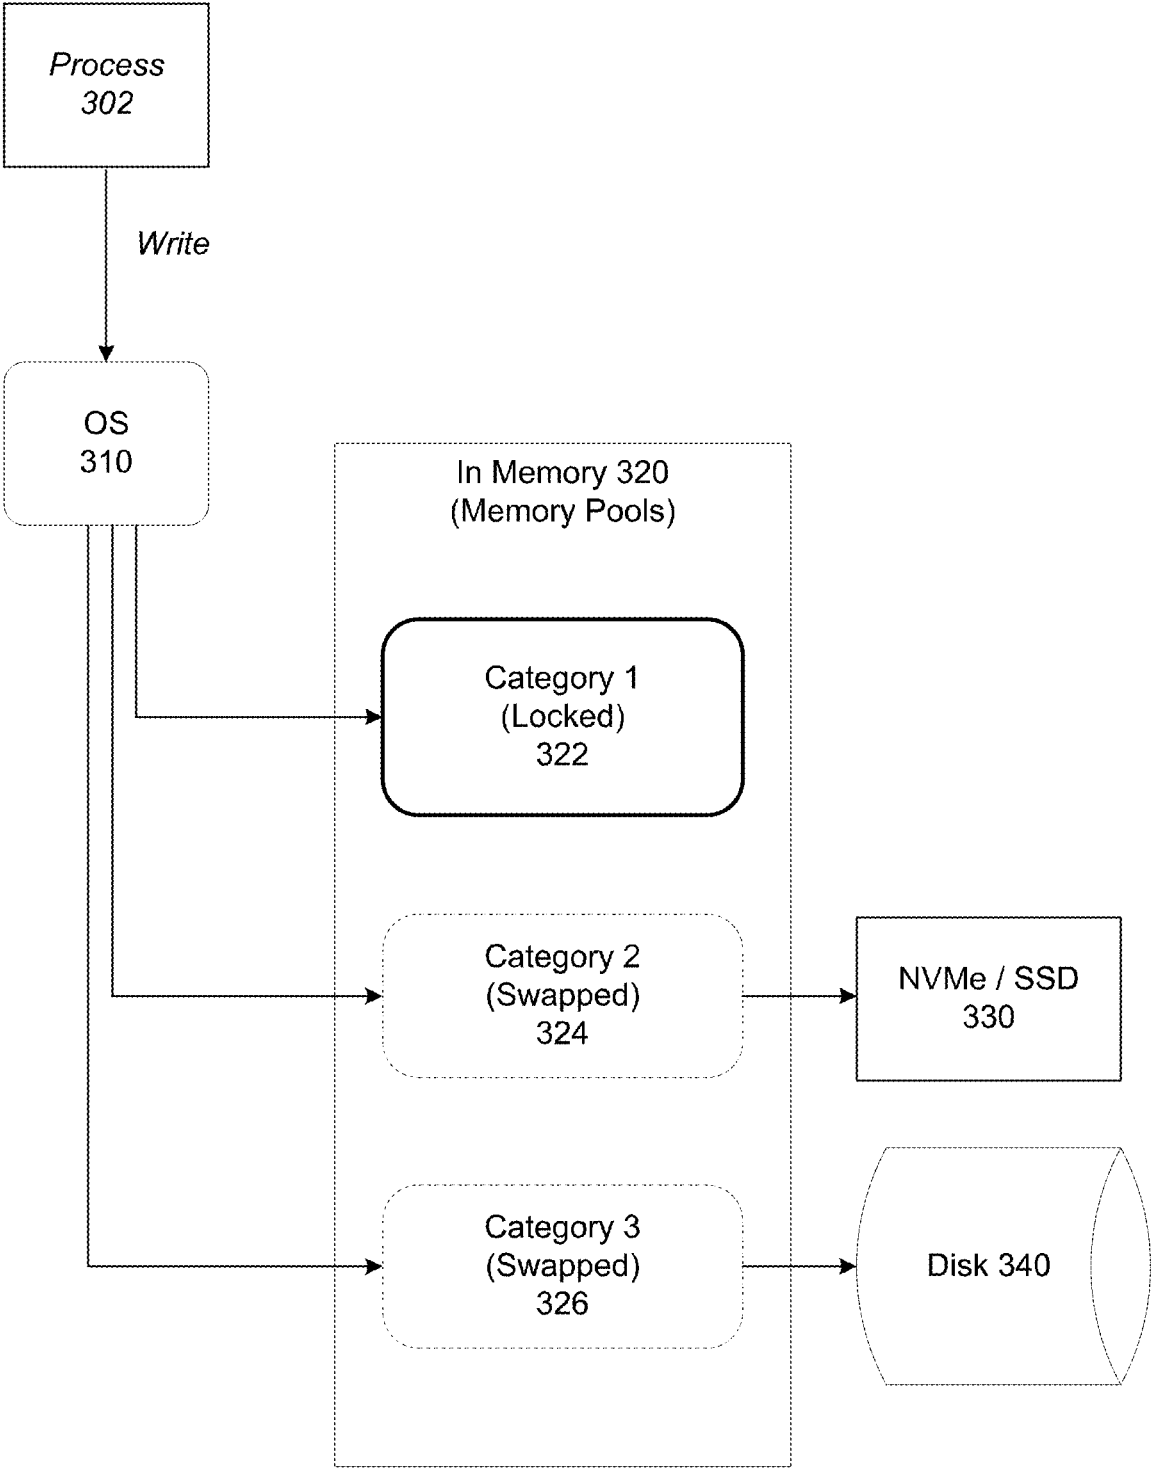 Process
302
Write
OS
310
In Memory 320
(Memory Pools)
Category 1
(Locked)
322
Category 2
(Swapped)
324
NVMe / SSD
330
Category 3
(Swapped)
326
Disk 340